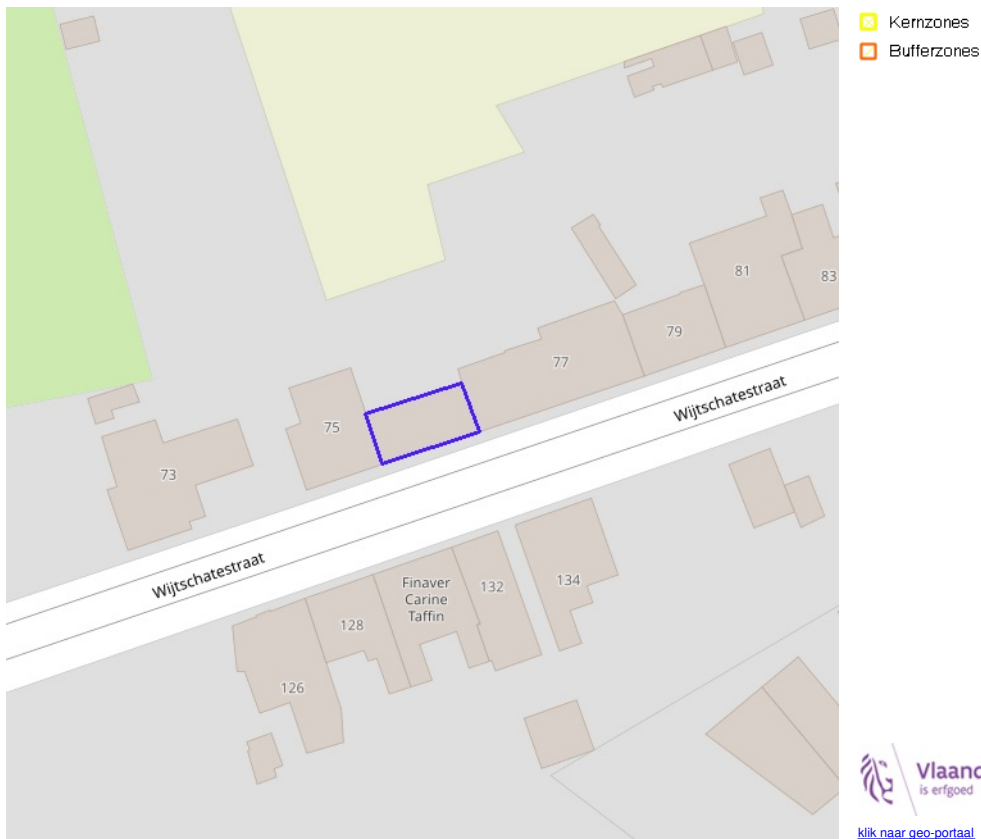 Kernzones
Bufferzones
81
83
79
77
Wijtschatestraat
75
73
Wijtschatestraat
Finaver
Carine
Taffin
132
134
128
126
Vlaand
is erfgoed
klik naar geo-portaal